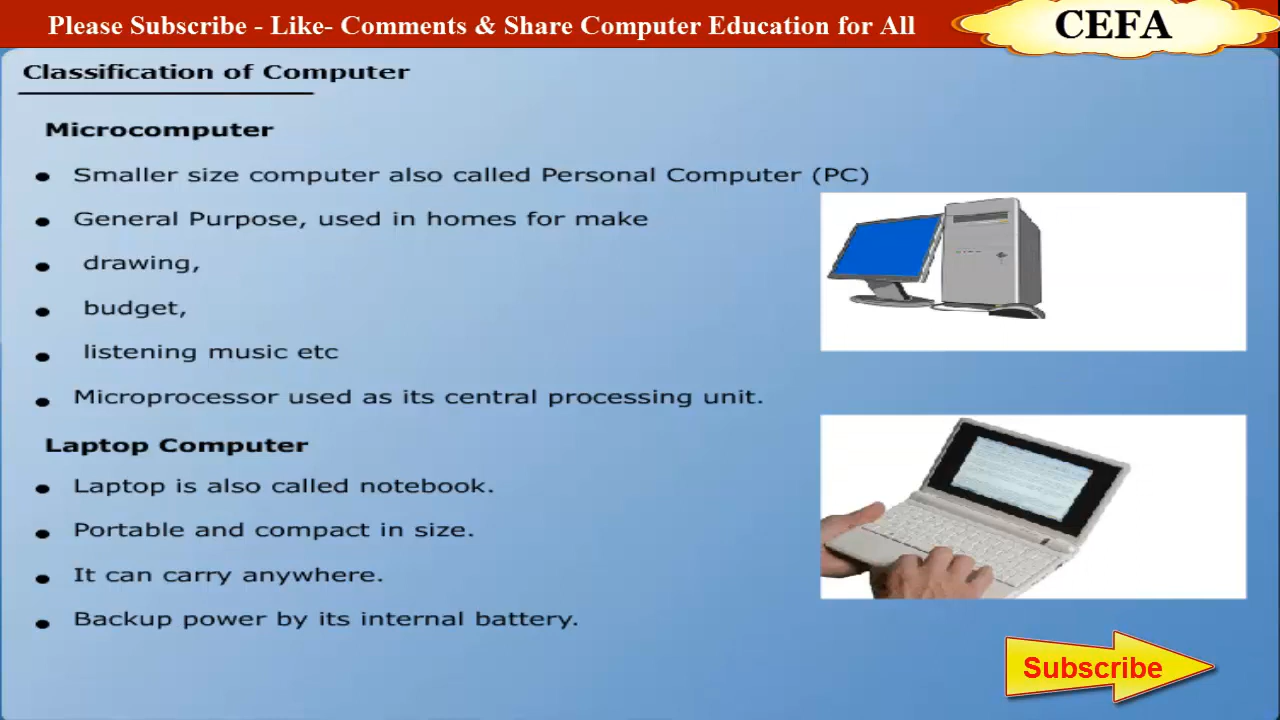 Please Subscribe - Like- Comments & Share Computer Education for All
CEFA
Classification of Computer
Microcomputer
• Smaller size computer also called Personal Computer (PC)
• General Purpose, used in homes for make
• drawing,
• budget,
• listening music etc
• Microprocessor used as its central processing unit.
Laptop Computer
• Laptop is also called notebook.
• Portable and compact in size.
• It can carry anywhere.
• Backup power by its internal battery.
Subscribe